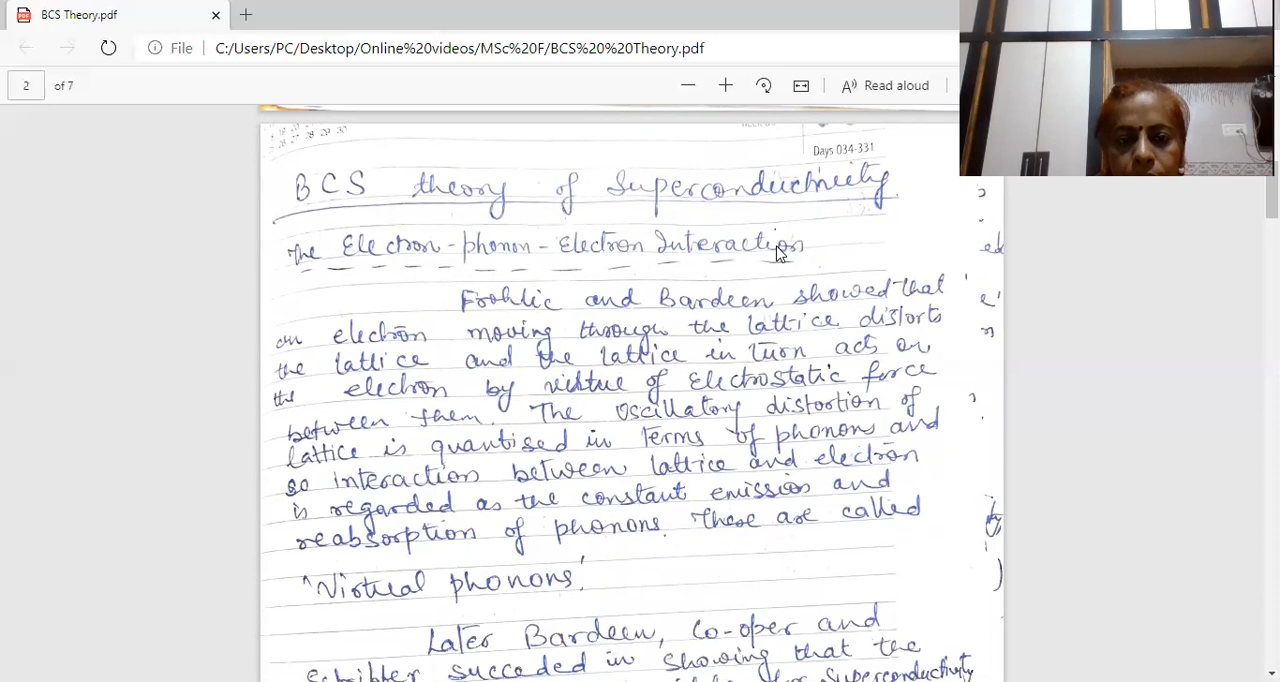 BCS Theory.pdf
File C:/Users/PC/Desktop/Online%20videos/MSc%20F/BCS%20%20Theory.pdf
2 of 7
Read aloud
28 29 30
Days 034-331
BCS theory of Superconductivity
The Electron-phonon-Electron Interaction
Frohlic and Bardeen showed that
an electron moving through the lattice distorts
the lattice and the lattice in turn acts on
the electron by virtue of Electrostatic force
between them. The Oscillatory distortion of
lattice is quantised in terms of phonons and
so interaction between lattice and electron
is regarded as the constant emission and
reabsorption of phonons. These are called
'Virtual phonons'
Later Bardeen, Co-oper and
succeded in showing that the
Superconductivity